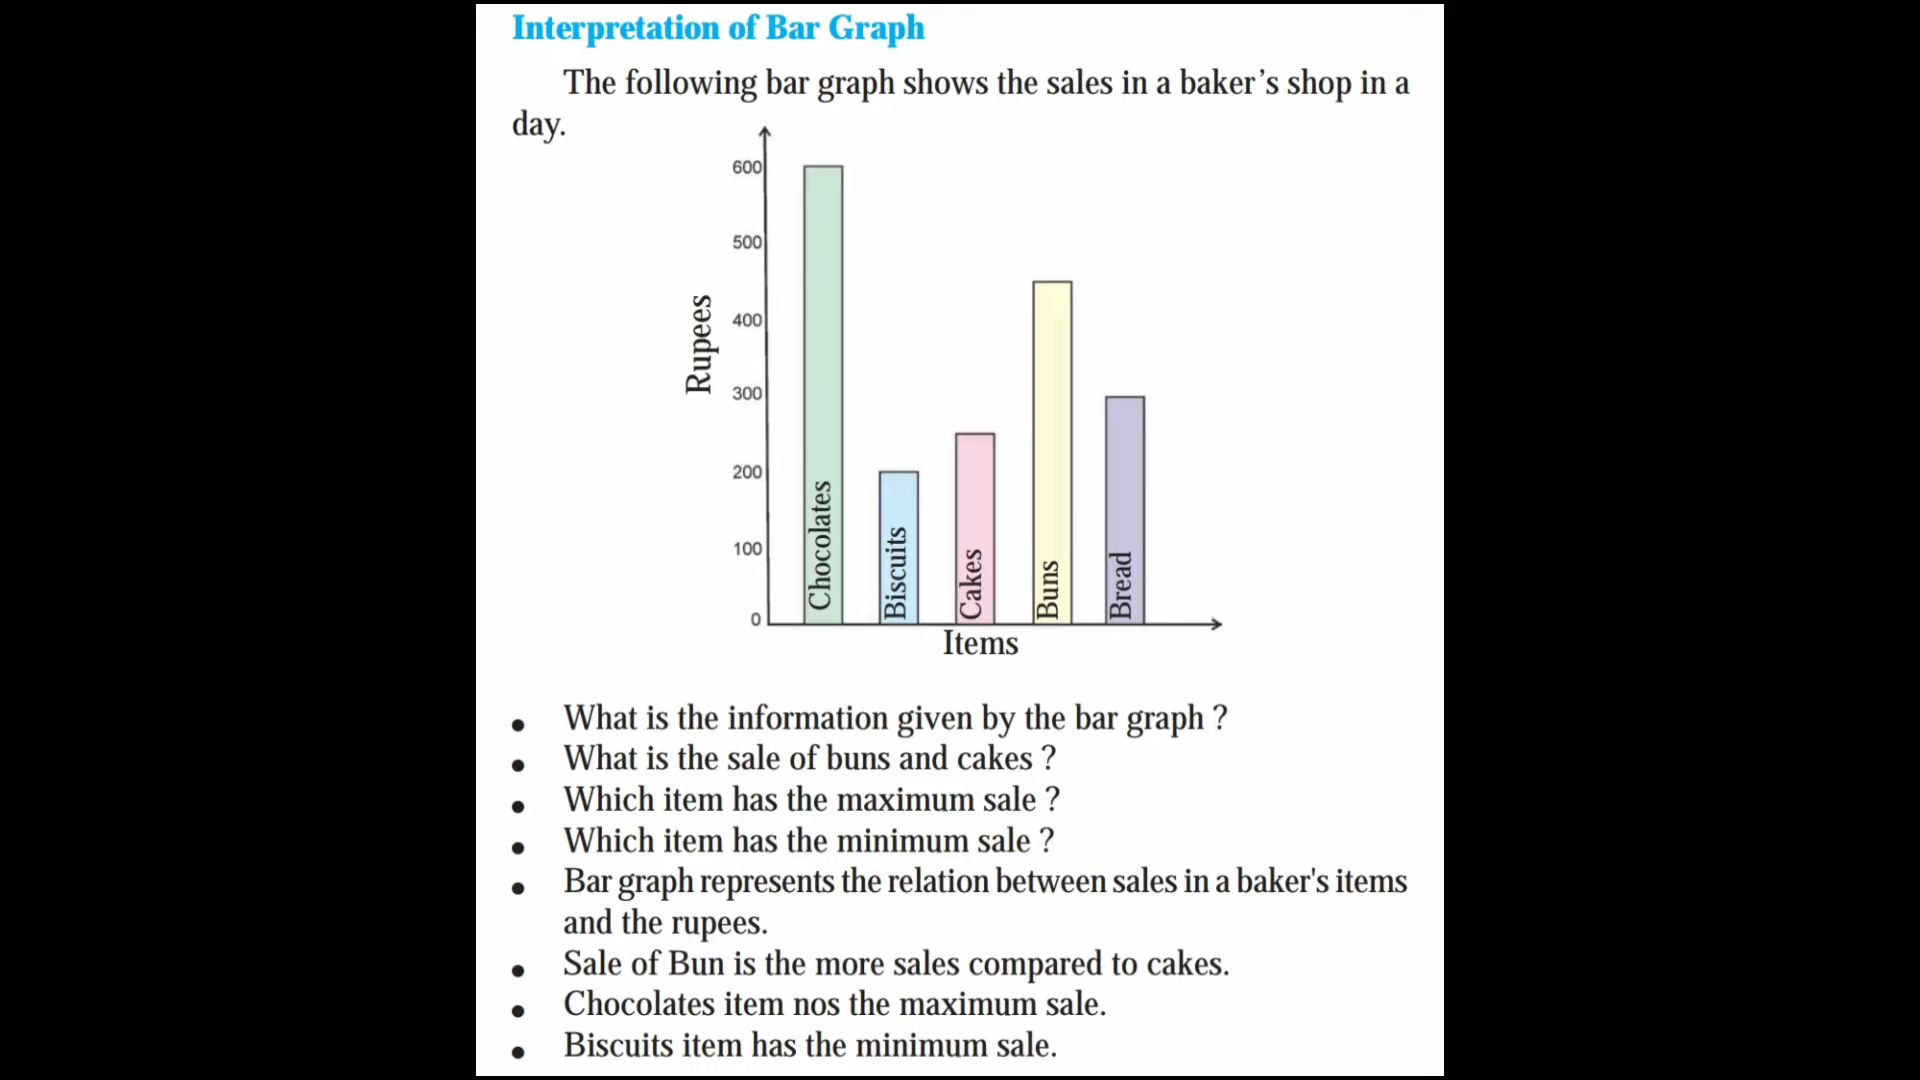 Interpretation of Bar Graph
The following bar graph shows the sales in a baker’s shop in a
day.
600
500
400
300
200
100
0
Rupees
Chocolates
Biscuits
Cakes
Buns
Bread
Items
• What is the information given by the bar graph ?
• What is the sale of buns and cakes ?
• Which item has the maximum sale ?
• Which item has the minimum sale ?
• Bar graph represents the relation between sales in a baker's items
and the rupees.
• Sale of Bun is the more sales compared to cakes.
• Chocolates item nos the maximum sale.
• Biscuits item has the minimum sale.